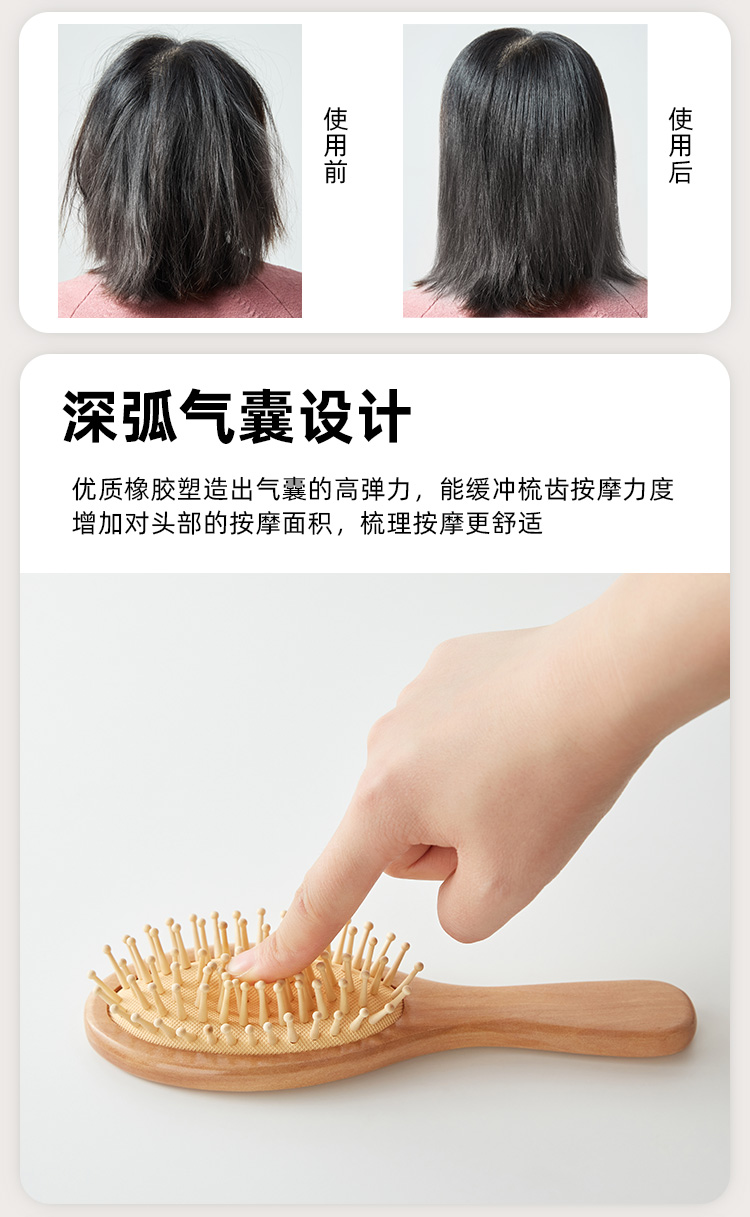 使用前
使用后
深弧气囊设计
优质橡胶塑造出气囊的高弹力，能缓冲梳齿按摩力度
增加对头部的按摩面积，梳理按摩更舒适